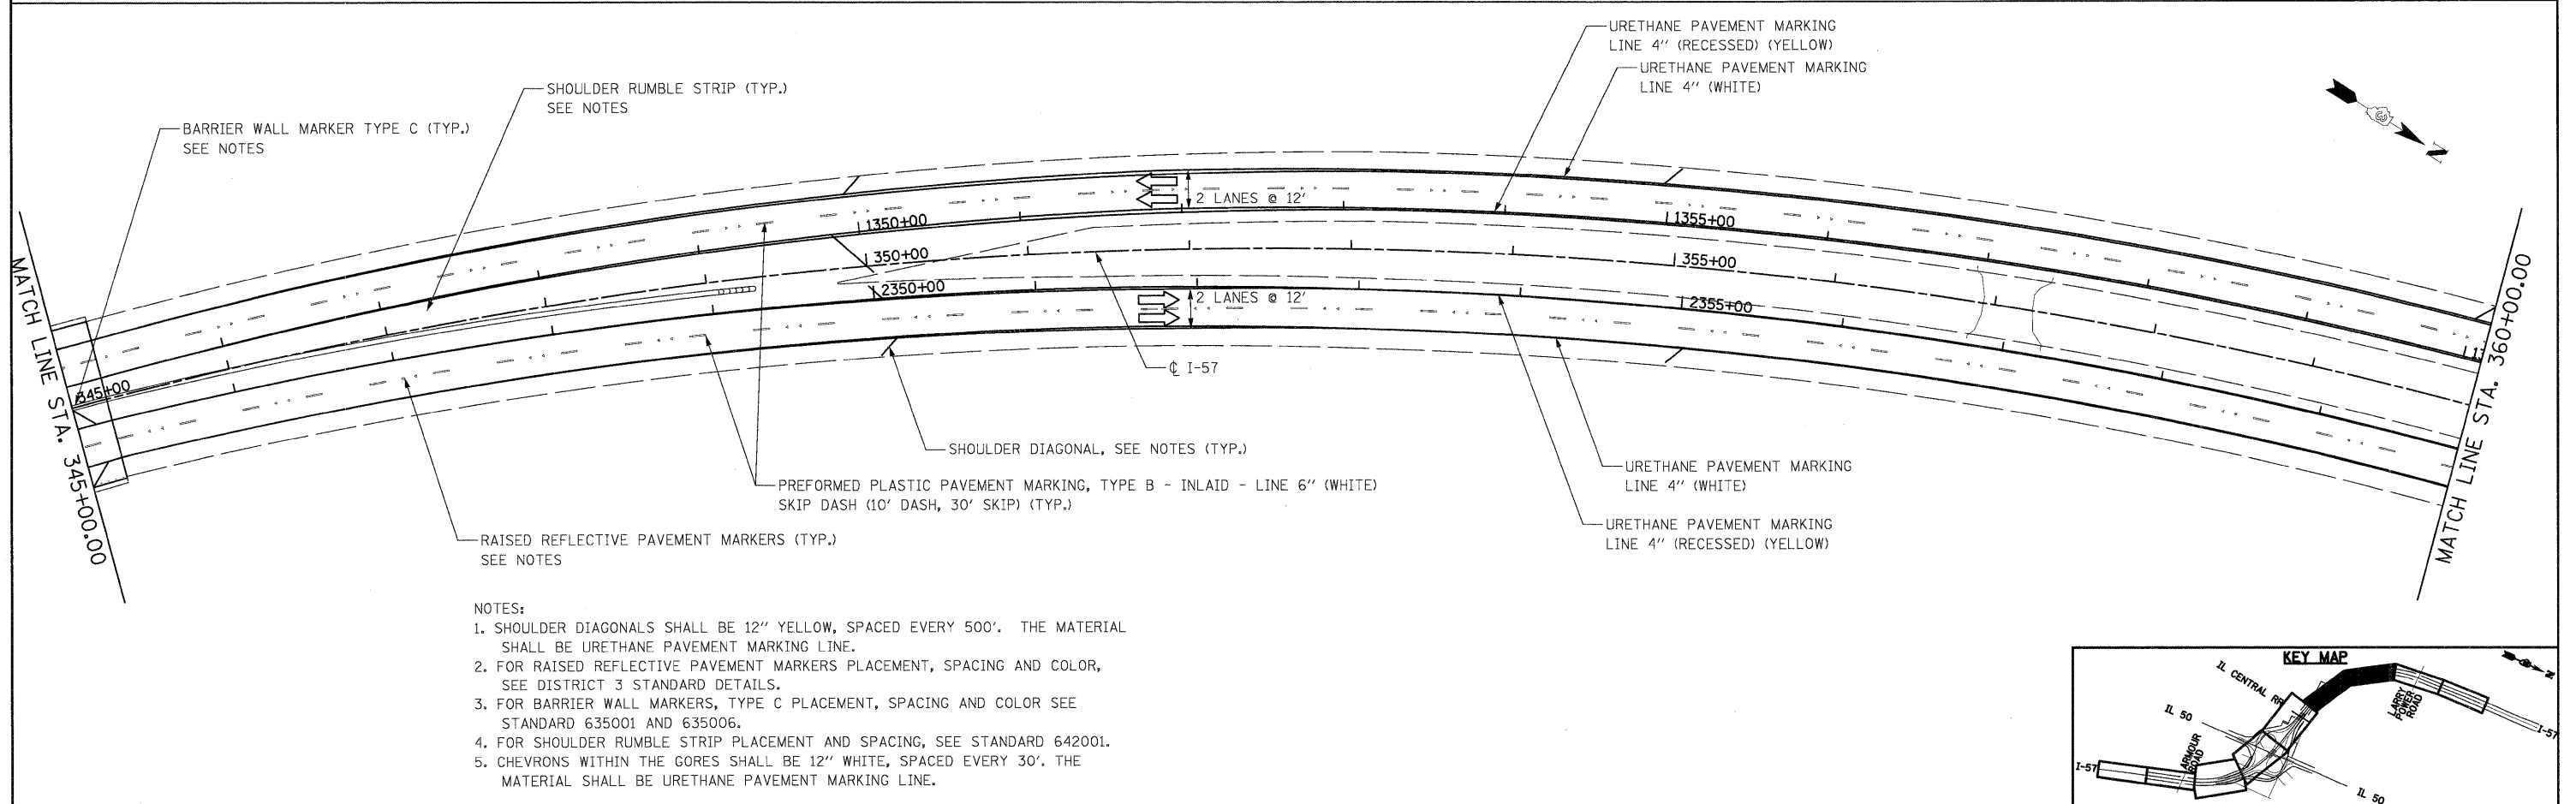 URETHANE PAVEMENT MARKING
LINE 4'' (RECESSED) (YELLOW)
URETHANE PAVEMENT MARKING
LINE 4'' (WHITE)
SHOULDER RUMBLE STRIP (TYP.)
SEE NOTES
BARRIER WALL MARKER TYPE C (TYP.)
SEE NOTES
N
2 LANES @ 12'
1350+00
1355+00
350+00
355+00
2350+00
2 LANES @ 12'
2355+00
345+00
MATCH LINE STA. 345+00.00
MATCH LINE STA. 360+00.00
℄ I-57
SHOULDER DIAGONAL, SEE NOTES (TYP.)
URETHANE PAVEMENT MARKING
LINE 4'' (WHITE)
PREFORMED PLASTIC PAVEMENT MARKING, TYPE B - INLAID - LINE 6'' (WHITE)
SKIP DASH (10' DASH, 30' SKIP) (TYP.)
URETHANE PAVEMENT MARKING
LINE 4'' (RECESSED) (YELLOW)
RAISED REFLECTIVE PAVEMENT MARKERS (TYP.)
SEE NOTES
NOTES:
1. SHOULDER DIAGONALS SHALL BE 12'' YELLOW, SPACED EVERY 500'. THE MATERIAL
SHALL BE URETHANE PAVEMENT MARKING LINE.
2. FOR RAISED REFLECTIVE PAVEMENT MARKERS PLACEMENT, SPACING AND COLOR,
SEE DISTRICT 3 STANDARD DETAILS.
3. FOR BARRIER WALL MARKERS, TYPE C PLACEMENT, SPACING AND COLOR SEE
STANDARD 635001 AND 635006.
4. FOR SHOULDER RUMBLE STRIP PLACEMENT AND SPACING, SEE STANDARD 642001.
5. CHEVRONS WITHIN THE GORES SHALL BE 12'' WHITE, SPACED EVERY 30'. THE
MATERIAL SHALL BE URETHANE PAVEMENT MARKING LINE.
KEY MAP
N
IL CENTRAL RR
LARRY
POWER
ROAD
IL 50
I-57
ARMOUR
ROAD
I-57
IL 50